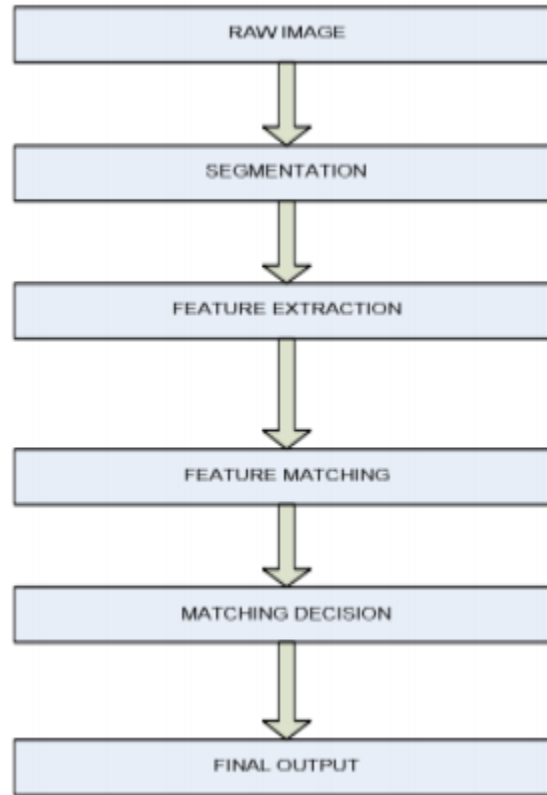 RAW IMAGE
SEGMENTATION
FEATURE EXTRACTION
FEATURE MATCHING
MATCHING DECISION
FINAL OUTPUT